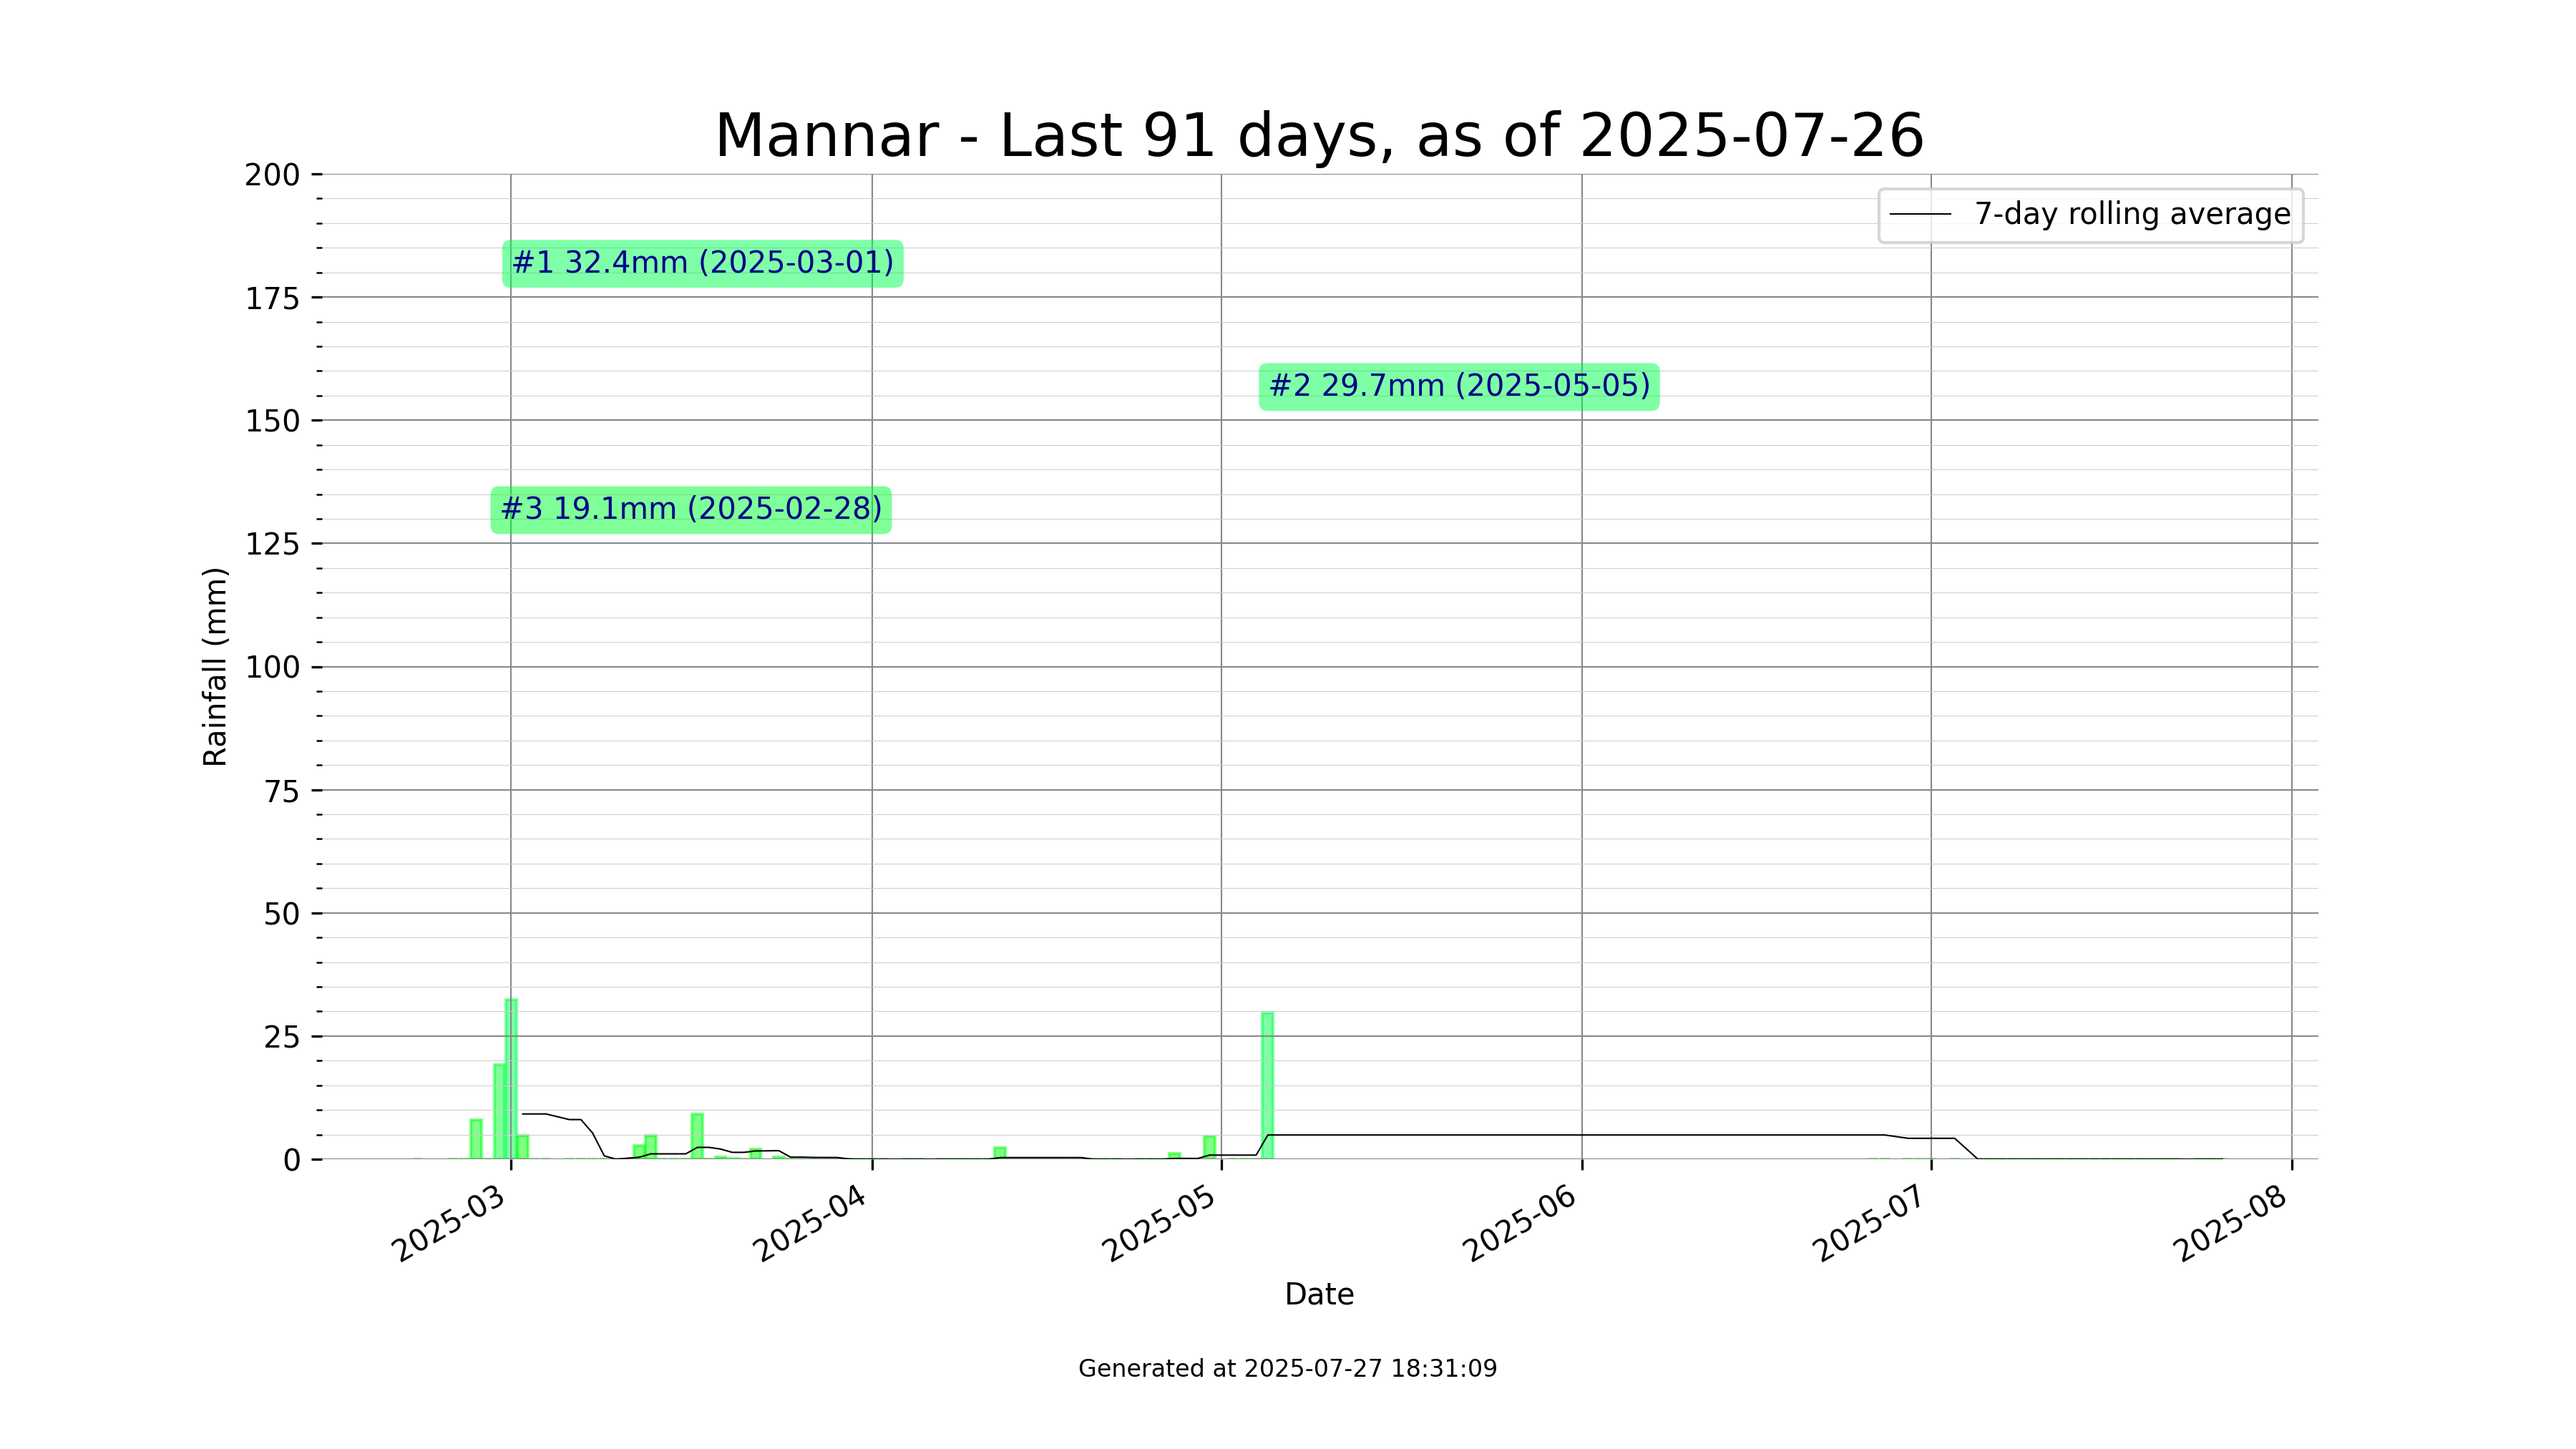 Mannar - Last 91 days, as of 2025-07-26
200
175
150
125
100
75
50
25
0
Rainfall (mm)
7-day rolling average
#1 32.4mm (2025-03-01)
#2 29.7mm (2025-05-05)
#3 19.1mm (2025-02-28)
2025-03
2025-04
2025-05
2025-06
2025-07
2025-08
Date
Generated at 2025-07-27 18:31:09